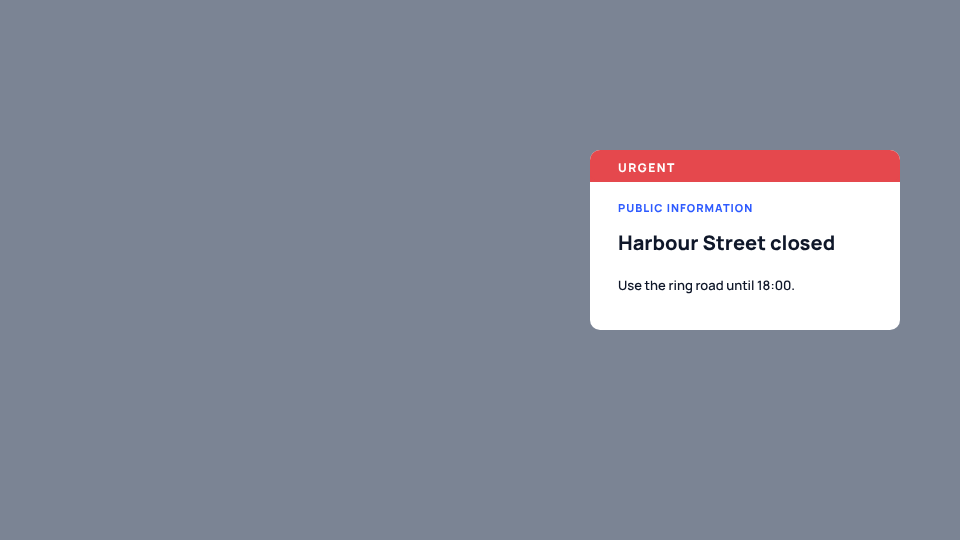 URGENT
PUBLIC INFORMATION
Harbour Street closed
Use the ring road until 18:00.